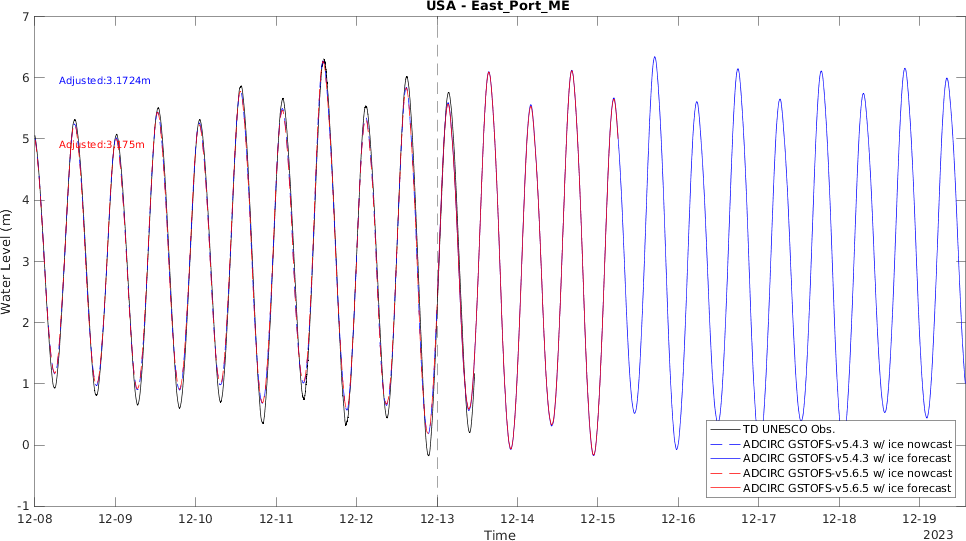 USA - East_Port_ME
7
6
5
4
3
2
1
0
-1
Water Level (m)
Adjusted:3.1724m
Adjusted:3.175m
TD UNESCO Obs.
ADCIRC GSTOFS-v5.4.3 w/ ice nowcast
ADCIRC GSTOFS-v5.4.3 w/ ice forecast
ADCIRC GSTOFS-v5.6.5 w/ ice nowcast
ADCIRC GSTOFS-v5.6.5 w/ ice forecast
12-08 12-09 12-10 12-11 12-12 12-13 12-14 12-15 12-16 12-17 12-18 12-19
Time
2023